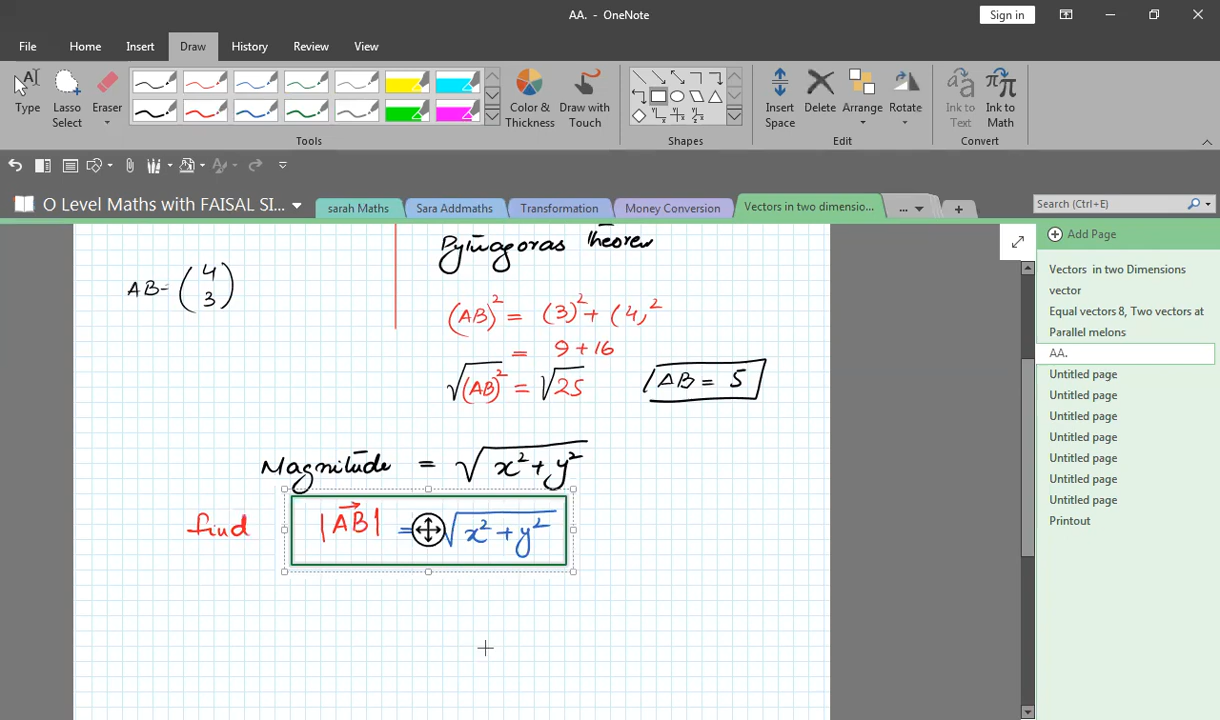 AA. - OneNote
Sign in
File Home Insert Draw History Review View
Type
Lasso Select
Eraser
Color & Thickness
Draw with Touch
Insert Space
Delete
Arrange
Rotate
Ink to Text
Ink to Math
Tools
Shapes
Edit
Convert
O Level Maths with FAISAL SI...
sarah Maths
Sara Addmaths
Transformation
Money Conversion
Vectors in two dimensio...
...
Search (Ctrl+E)
Add Page
Vectors in two Dimensions
vector
Equal vectors 8, Two vectors at
Parallel melons
AA.
Untitled page
Untitled page
Untitled page
Untitled page
Untitled page
Untitled page
Untitled page
Printout
Pythagoras Theorem
AB= (4 3)
(AB)² = (3)² + (4)²
= 9+16
√(AB)² = √25
AB = 5
Magnitude = √x²+y²
find |AB| = √x²+y²